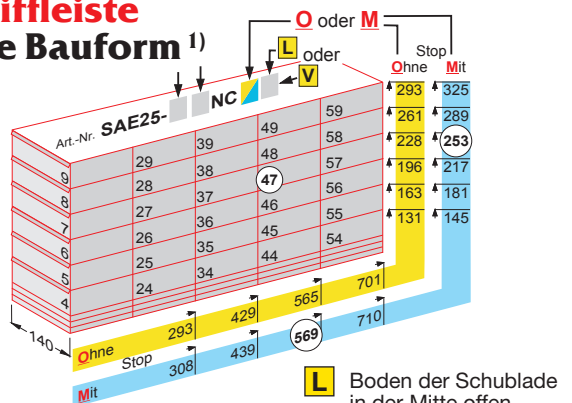 iffleiste
e Bauform 1)
O oder M
L oder
V
Stop
Ohne Mit
Art.-Nr. SAE25- NC
293 325
261 289
228 253
196 217
163 181
131 145
29 39 49 59
28 38 48 58
27 37 47 57
26 36 46 56
25 35 45 55
24 34 44 54
9
8
7
6
5
4
140
Ohne 293 429 565 701
Stop
Mit 308 439 569 710
L Boden der Schublade
in der Mitte offen